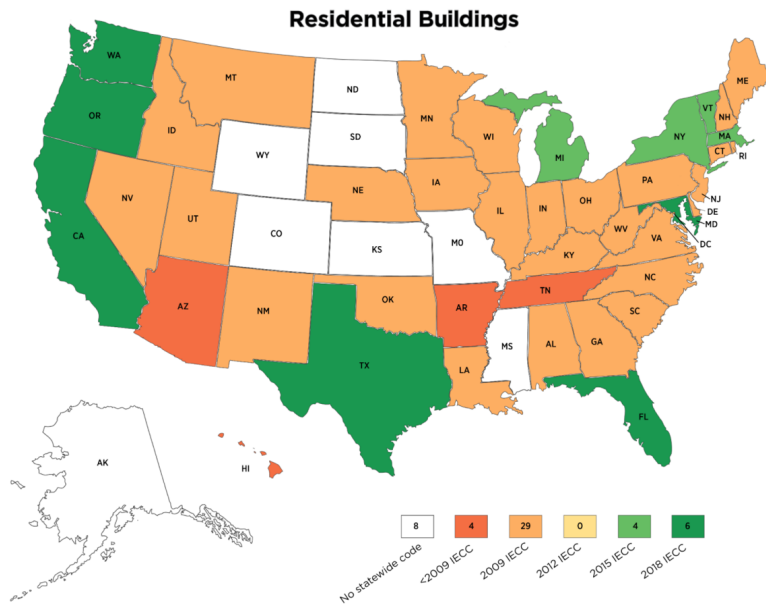 Residential Buildings
WA
OR
CA
ID
NV
MT
WY
UT
AZ
CO
NM
ND
SD
NE
KS
OK
TX
MN
IA
MO
AR
LA
WI
IL
MI
IN
OH
KY
TN
MS
AL
GA
FL
SC
NC
VA
WV
PA
NY
VT
NH
ME
MA
CT
RI
NJ
DE
MD
DC
AK
HI
8
4
29
0
4
6
No statewide code
<2009 IECC
2009 IECC
2012 IECC
2015 IECC
2018 IECC